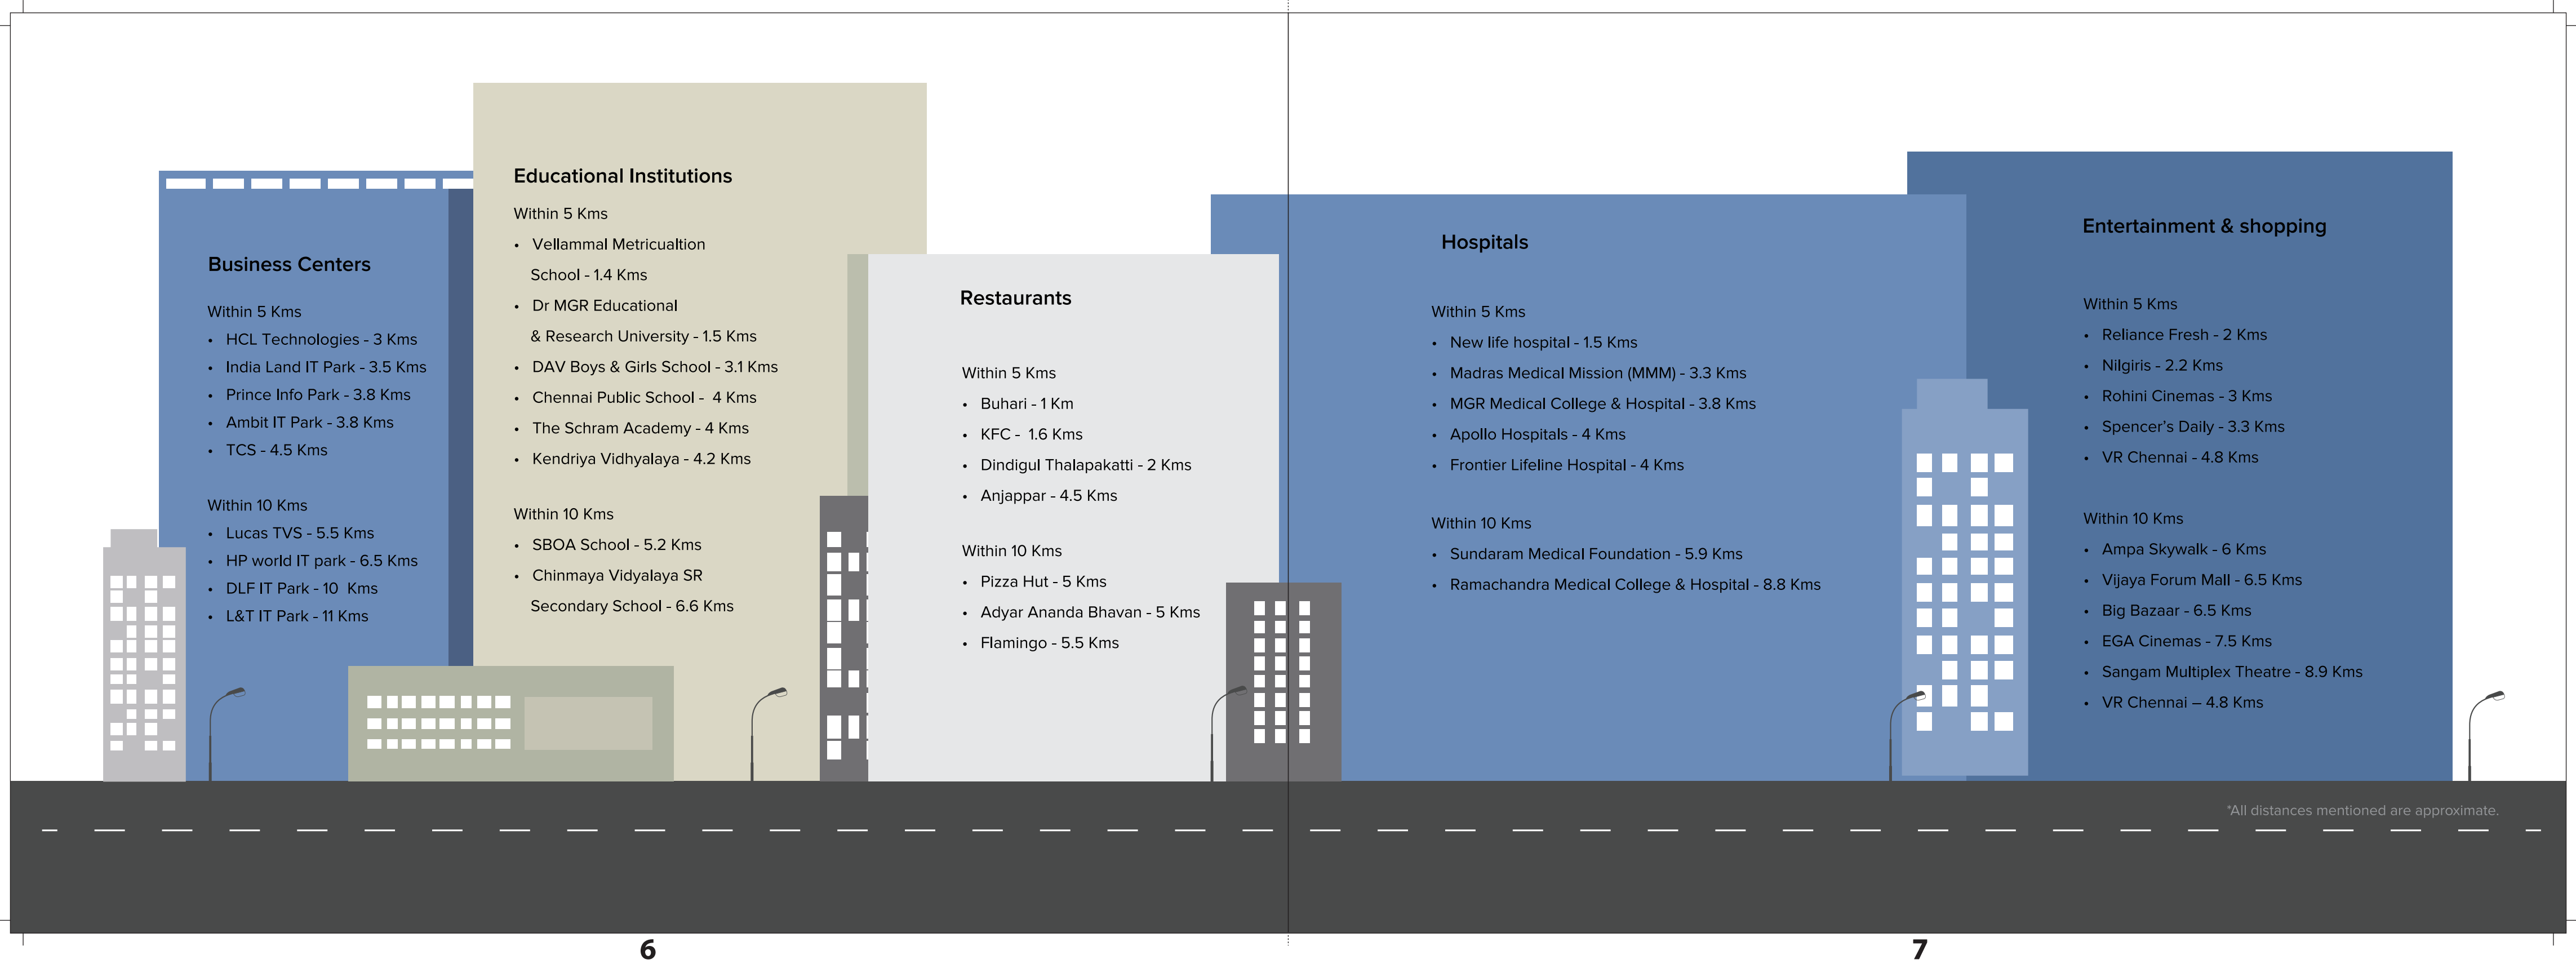 Business Centers
Within 5 Kms
• HCL Technologies - 3 Kms
• India Land IT Park - 3.5 Kms
• Prince Info Park - 3.8 Kms
• Ambit IT Park - 3.8 Kms
• TCS - 4.5 Kms
Within 10 Kms
• Lucas TVS - 5.5 Kms
• HP world IT park - 6.5 Kms
• DLF IT Park - 10 Kms
• L&T IT Park - 11 Kms
Educational Institutions
Within 5 Kms
• Vellammal Metricualtion
School - 1.4 Kms
• Dr MGR Educational
& Research University - 1.5 Kms
• DAV Boys & Girls School - 3.1 Kms
• Chennai Public School - 4 Kms
• The Schram Academy - 4 Kms
• Kendriya Vidhyalaya - 4.2 Kms
Within 10 Kms
• SBOA School - 5.2 Kms
• Chinmaya Vidyalaya SR
Secondary School - 6.6 Kms
Restaurants
Within 5 Kms
• Buhari - 1 Km
• KFC - 1.6 Kms
• Dindigul Thalapakatti - 2 Kms
• Anjappar - 4.5 Kms
Within 10 Kms
• Pizza Hut - 5 Kms
• Adyar Ananda Bhavan - 5 Kms
• Flamingo - 5.5 Kms
Hospitals
Within 5 Kms
• New life hospital - 1.5 Kms
• Madras Medical Mission (MMM) - 3.3 Kms
• MGR Medical College & Hospital - 3.8 Kms
• Apollo Hospitals - 4 Kms
• Frontier Lifeline Hospital - 4 Kms
Within 10 Kms
• Sundaram Medical Foundation - 5.9 Kms
• Ramachandra Medical College & Hospital - 8.8 Kms
Entertainment & shopping
Within 5 Kms
• Reliance Fresh - 2 Kms
• Nilgiris - 2.2 Kms
• Rohini Cinemas - 3 Kms
• Spencer's Daily - 3.3 Kms
• VR Chennai - 4.8 Kms
Within 10 Kms
• Ampa Skywalk - 6 Kms
• Vijaya Forum Mall - 6.5 Kms
• Big Bazaar - 6.5 Kms
• EGA Cinemas - 7.5 Kms
• Sangam Multiplex Theatre - 8.9 Kms
• VR Chennai – 4.8 Kms
*All distances mentioned are approximate.
6
7